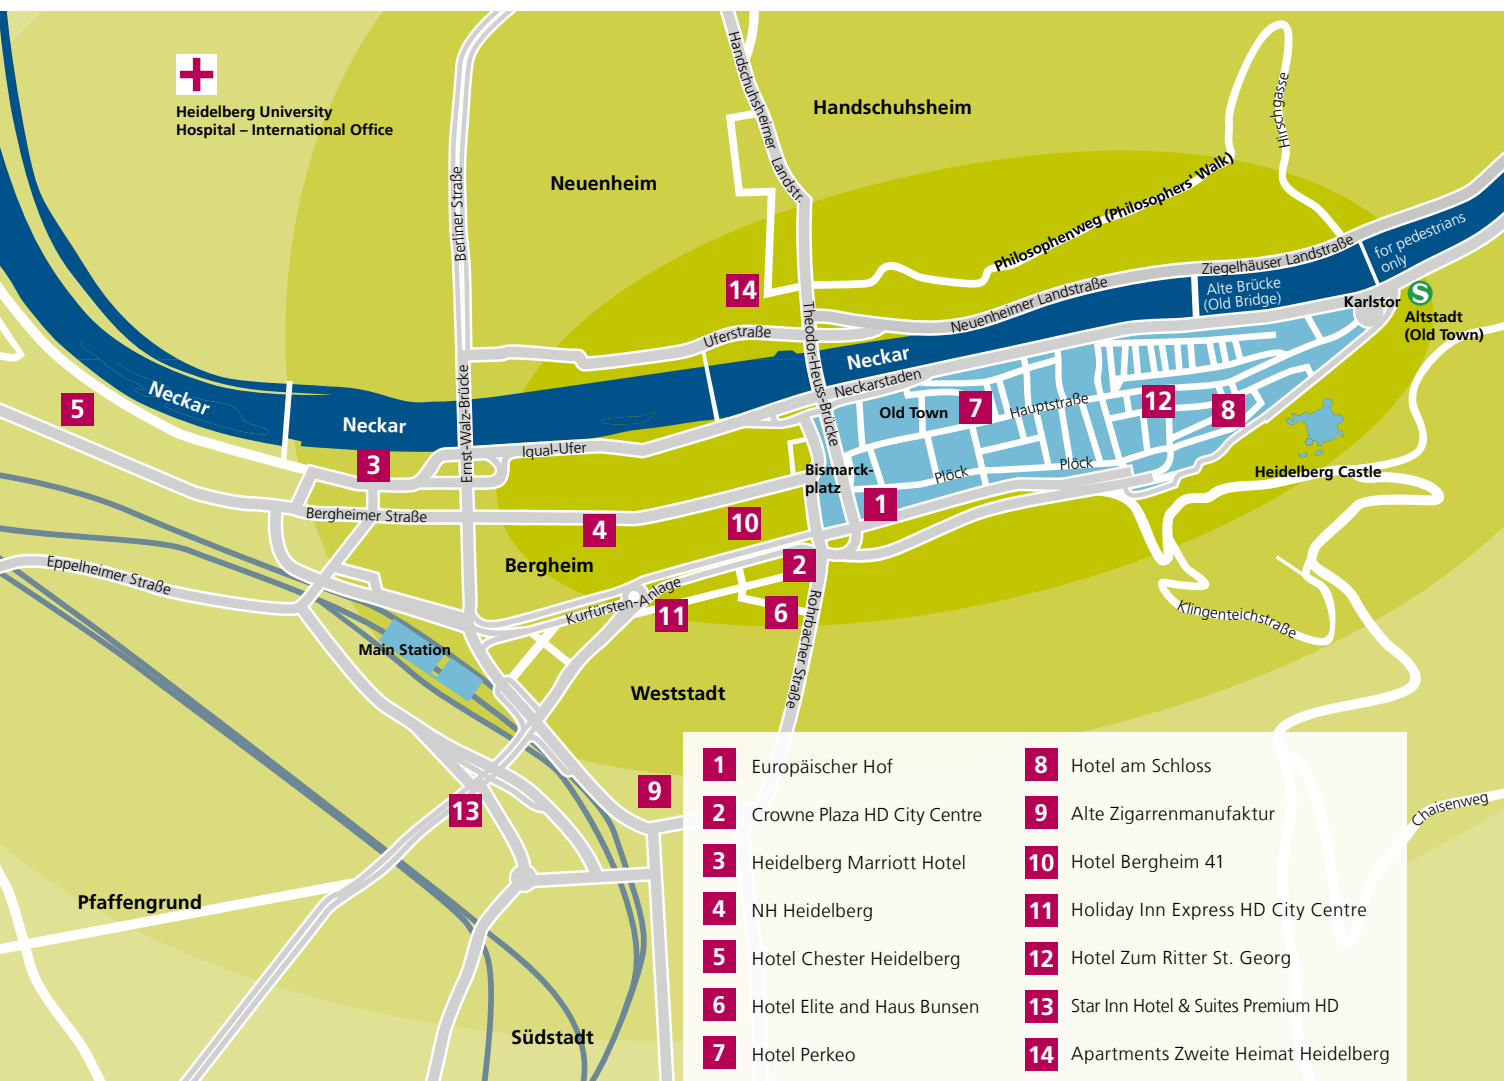 Heidelberg University
Hospital – International Office
Handschuhsheimer Landstr.
Handschuhsheim
Hirschgasse
Neuenheim
Berliner Straße
Philosophenweg (Philosophers' Walk)
for pedestrians
only
Ziegelhäuser Landstraße
14
Alte Brücke
(Old Bridge)
Karlstor
S
Altstadt
(Old Town)
Neuenheimer Landstraße
Uferstraße
Theodor-Heuss-Brücke
Neckar
Neckarstaden
Neckar
5
Neckar
Ernst-Walz-Brücke
Old Town
7
Hauptstraße
12
8
Iqual-Ufer
3
Bismarck-
platz
Plöck
Plöck
Heidelberg Castle
1
Bergheimer Straße
4
10
Eppelheimer Straße
Bergheim
2
Kurfürsten-Anlage
11
6
Rohrbacher Straße
Klingenteichstraße
Main Station
Weststadt
9
13
Chaisenweg
Pfaffengrund
Südstadt
1 Europäischer Hof
2 Crowne Plaza HD City Centre
3 Heidelberg Marriott Hotel
4 NH Heidelberg
5 Hotel Chester Heidelberg
6 Hotel Elite and Haus Bunsen
7 Hotel Perkeo
8 Hotel am Schloss
9 Alte Zigarrenmanufaktur
10 Hotel Bergheim 41
11 Holiday Inn Express HD City Centre
12 Hotel Zum Ritter St. Georg
13 Star Inn Hotel & Suites Premium HD
14 Apartments Zweite Heimat Heidelberg